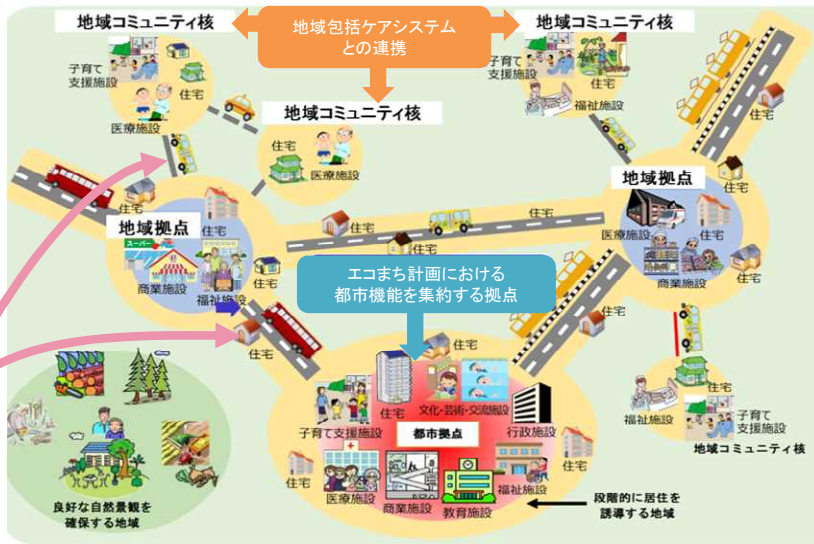 地域コミュニティ核
地域包括ケアシステム
との連携
地域コミュニティ核
子育て
支援施設
住宅
医療施設
地域コミュニティ核
住宅
医療施設
子育て
支援施設
住宅
福祉施設
住宅
地域拠点
住宅
スーパー
商業施設
福祉施設
住宅
住宅
住宅
住宅
住宅
住宅
地域拠点
医療施設
住宅
商業施設
住宅
住宅
住宅
エコまち計画における
都市機能を集約する拠点
住宅
住宅
住宅
文化・芸術・交流施設
子育て支援施設
都市拠点
行政施設
住宅
医療施設
商業施設
教育施設
福祉施設
住宅
段階的に居住を
誘導する地域
住宅
福祉施設
子育て
支援施設
地域コミュニティ核
良好な自然景観を
確保する地域